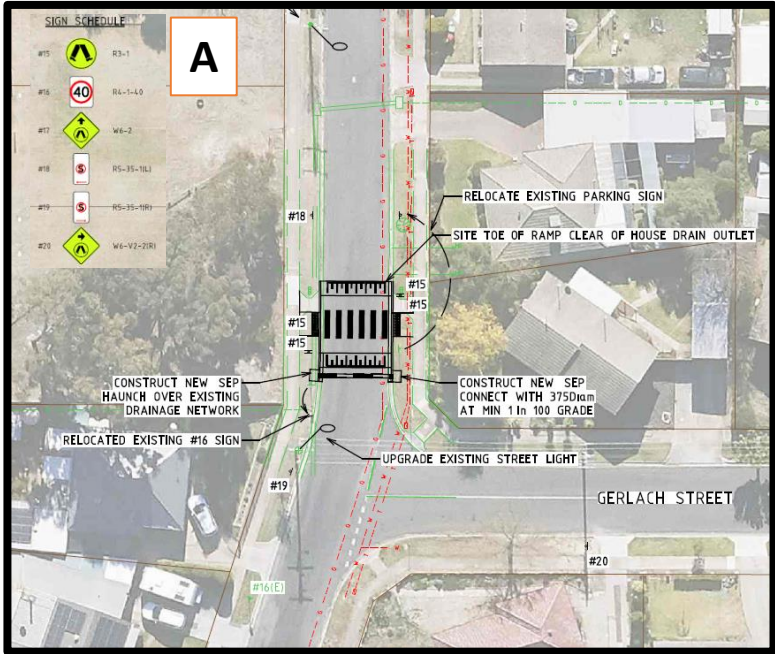 SIGN SCHEDULE
A
#15 R3-1
#16 40 R4-1-40
#17 W6-2
#18 S R5-35-1(L)
#19 S R5-35-1(R)
#20 W6-V2-2(R)
RELOCATE EXISTING PARKING SIGN
#18
SITE TOE OF RAMP CLEAR OF HOUSE DRAIN OUTLET
#15
#15
#15
#15
CONSTRUCT NEW SEP
HAUNCH OVER EXISTING
DRAINAGE NETWORK
CONSTRUCT NEW SEP
CONNECT WITH 375Diam
AT MIN 1 In 100 GRADE
RELOCATED EXISTING #16 SIGN
UPGRADE EXISTING STREET LIGHT
#19
GERLACH STREET
#20
#16(E)